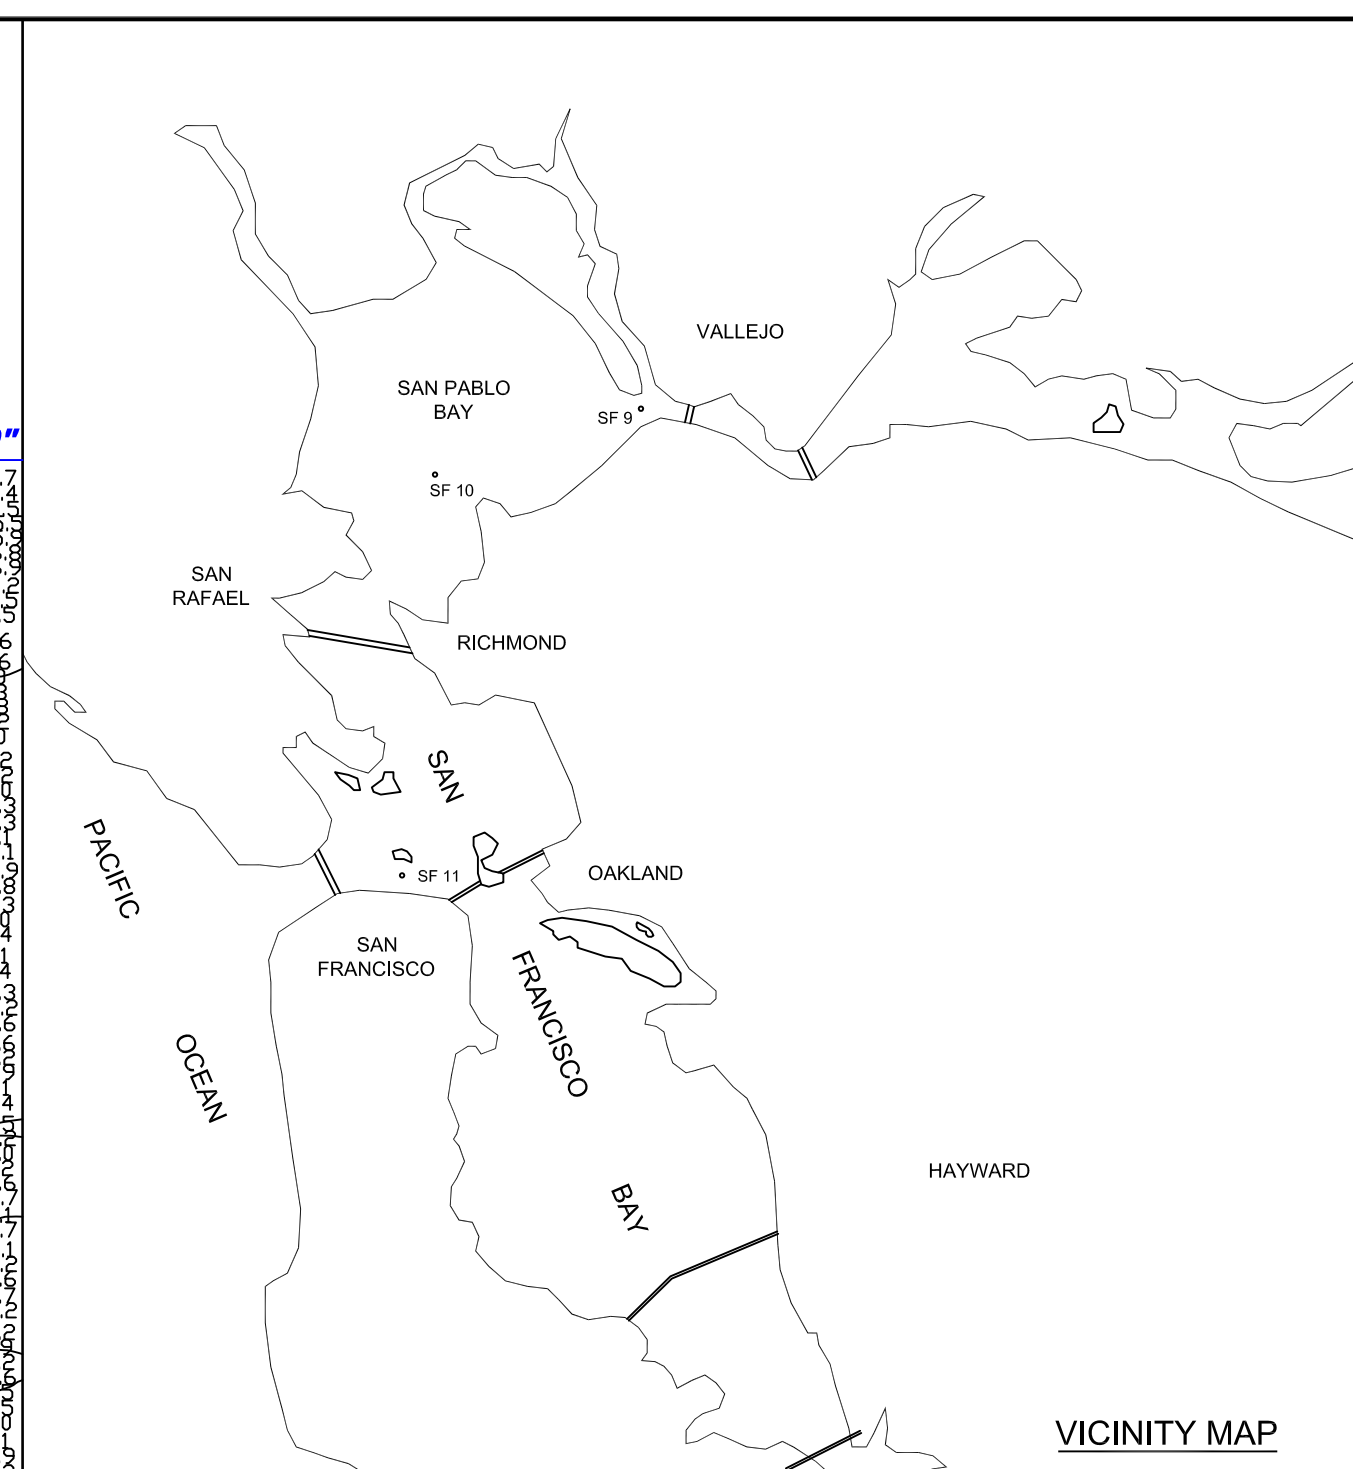 VALLEJO
SAN PABLO
BAY
SF 9
SF 10
SAN
RAFAEL
RICHMOND
SAN
PACIFIC
SF 11
OAKLAND
SAN
FRANCISCO
FRANCISCO
OCEAN
HAYWARD
BAY
VICINITY MAP